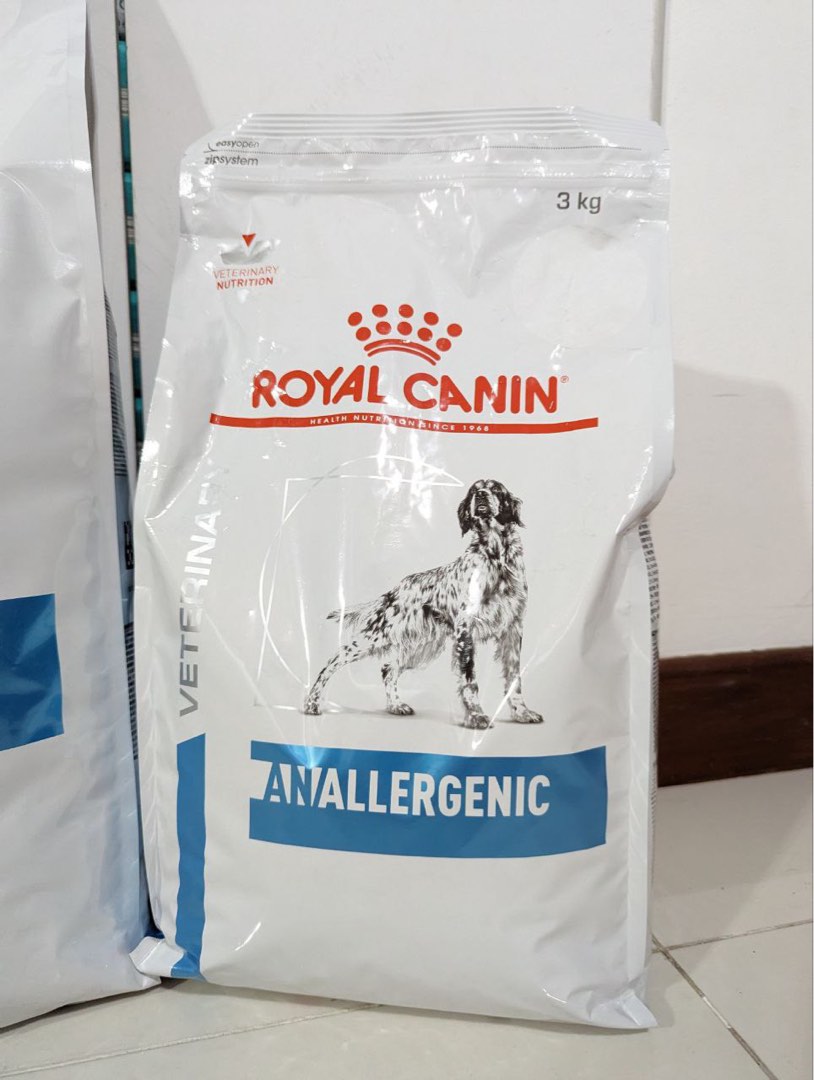 easyopen
zipsystem
3 kg
VETERINARY
NUTRITION
ROYAL CANIN®
HEALTH NUTRITION SINCE 1968
VETERINARY
ANALLERGENIC